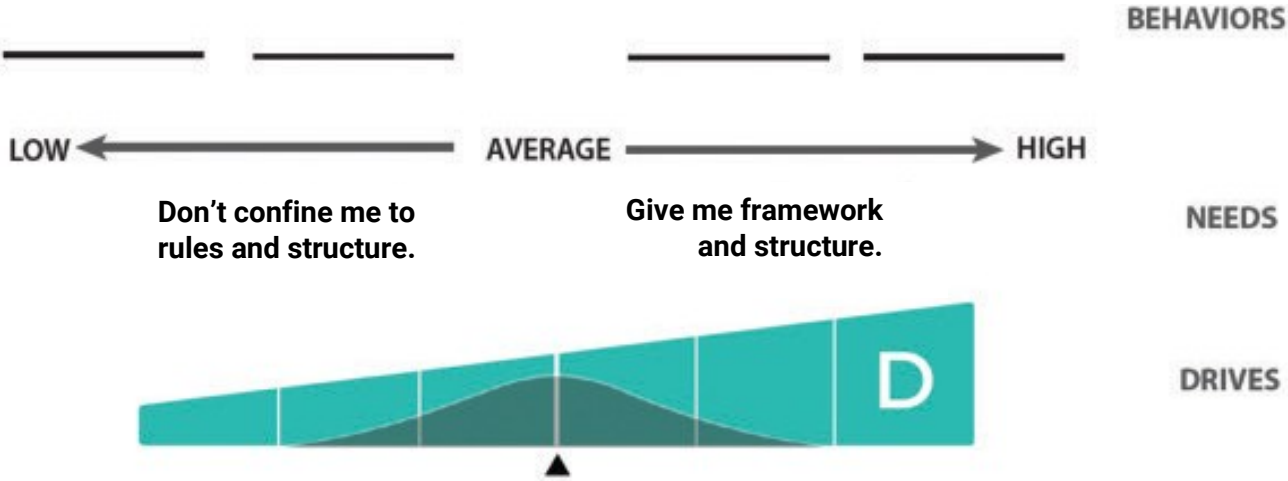 BEHAVIORS
LOW AVERAGE HIGH
Don’t confine me to
rules and structure.
Give me framework
and structure.
NEEDS
D
DRIVES